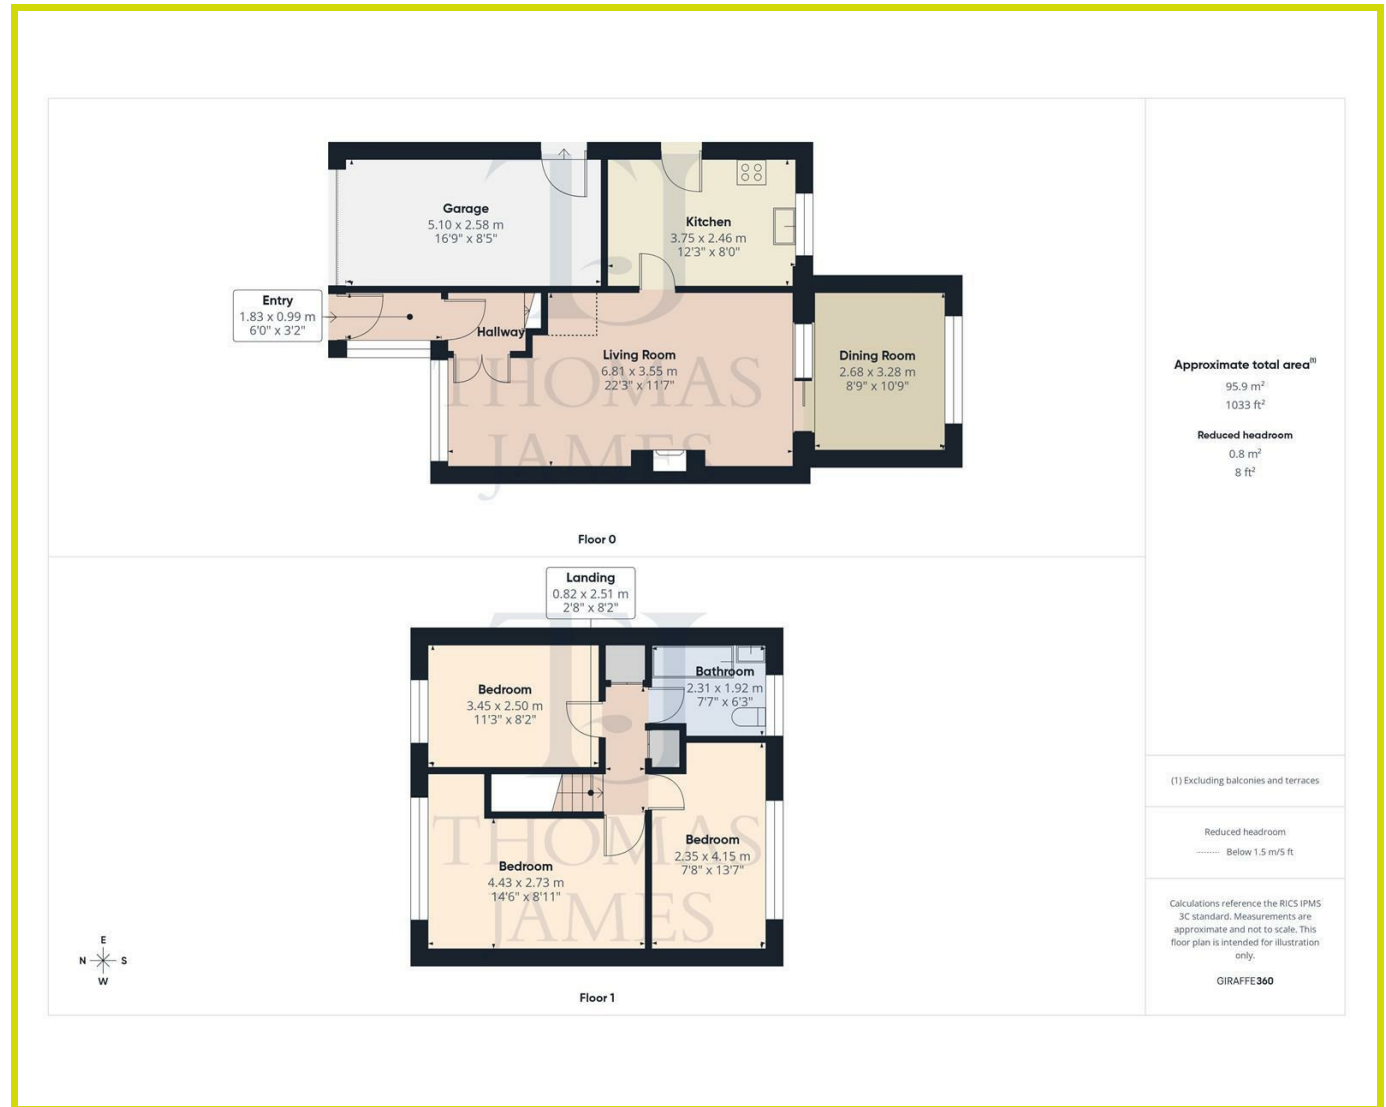 Garage
5.10 x 2.58 m
16'9" x 8'5"
Kitchen
3.75 x 2.46 m
12'3" x 8'0"
Entry
1.83 x 0.99 m
6'0" x 3'2"
Hallway
Living Room
6.81 x 3.55 m
22'3" x 11'7"
Dining Room
2.68 x 3.28 m
8'9" x 10'9"
TJ
THOMAS
JAMES
Floor 0
Approximate total area(1)
95.9 m²
1033 ft²
Reduced headroom
0.8 m²
8 ft²
Landing
0.82 x 2.51 m
2'8" x 8'2"
Bedroom
3.45 x 2.50 m
11'3" x 8'2"
Bathroom
2.31 x 1.92 m
7'7" x 6'3"
Bedroom
4.43 x 2.73 m
14'6" x 8'11"
Bedroom
2.35 x 4.15 m
7'8" x 13'7"
TJ
THOMAS
JAMES
E
N S
W
Floor 1
(1) Excluding balconies and terraces
Reduced headroom
Below 1.5 m/5 ft
Calculations reference the RICS IPMS
3C standard. Measurements are
approximate and not to scale. This
floor plan is intended for illustration
only.
GIRAFFE360